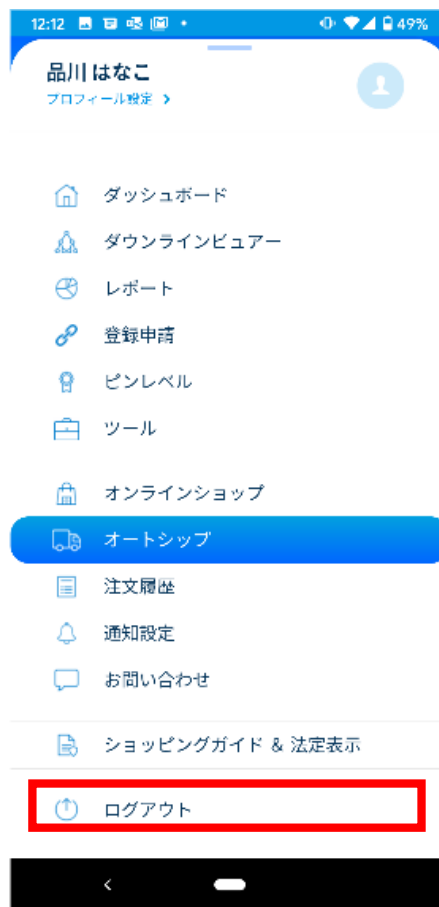 12:12
49%
品川 はなこ
プロフィール設定 >
ダッシュボード
ダウンラインビュアー
レポート
登録申請
ピンレベル
ツール
オンラインショップ
オートシップ
注文履歴
通知設定
お問い合わせ
ショッピングガイド & 法定表示
ログアウト